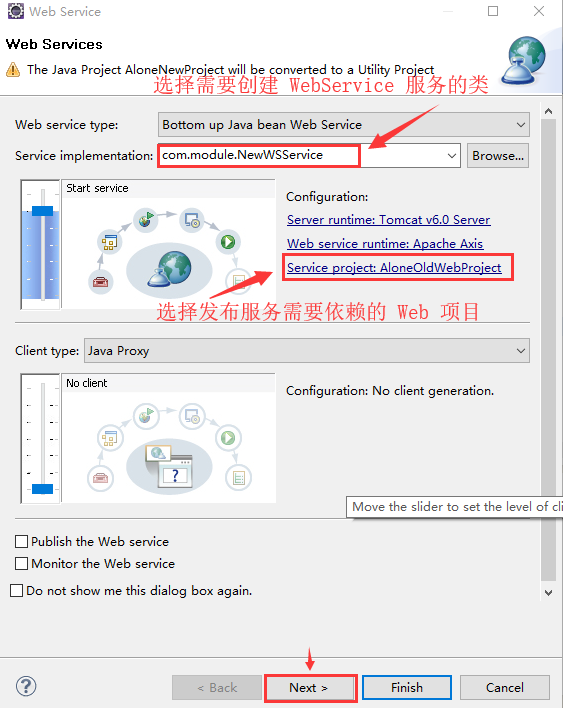 Web Service
Web Services
The Java Project AloneNewProject will be converted to a Utility Project
选择需要创建 WebService 服务的类
Web service type:
Bottom up Java bean Web Service
Service implementation:
com.module.NewWSService
Browse...
Start service
Configuration:
Server runtime: Tomcat v6.0 Server
Web service runtime: Apache Axis
Service project: AloneOldWebProject
选择发布服务需要依赖的 Web 项目
Client type:
Java Proxy
No client
Configuration: No client generation.
?
Move the slider to set the level of cli
Publish the Web service
Monitor the Web service
Do not show me this dialog box again.
?
< Back
Next >
Finish
Cancel